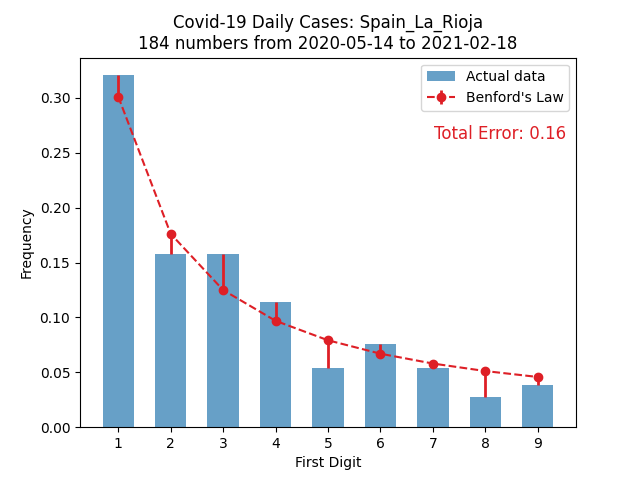 Covid-19 Daily Cases: Spain_La_Rioja
184 numbers from 2020-05-14 to 2021-02-18
Actual data
Benford's Law
Total Error: 0.16
Frequency
0.30
0.25
0.20
0.15
0.10
0.05
0.00
1 2 3 4 5 6 7 8 9
First Digit